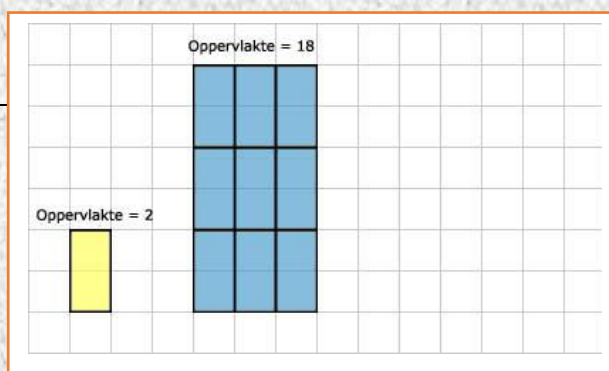 Oppervlakte = 18
Oppervlakte = 2